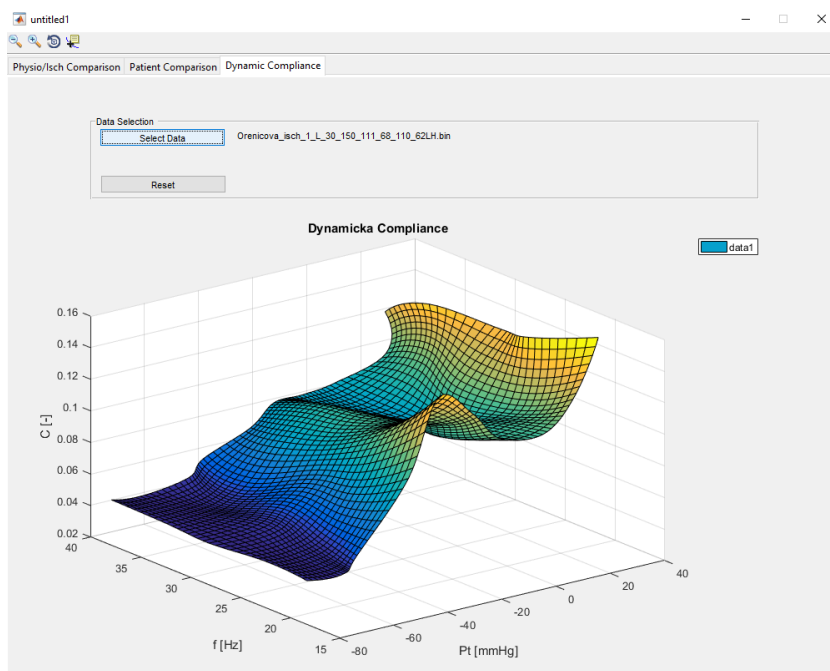 untitled1
Physio/Isch Comparison Patient Comparison Dynamic Compliance
Data Selection
Select Data Orenicova_isch_1_L_30_150_111_68_110_62LH.bin
Reset
Dynamicka Compliance
data1
0.16
0.14
0.12
0.1
0.08
0.06
0.04
0.02
C [-]
40
35
30
25
20
15
f [Hz]
-80
-60
-40
-20
0
20
40
Pt [mmHg]